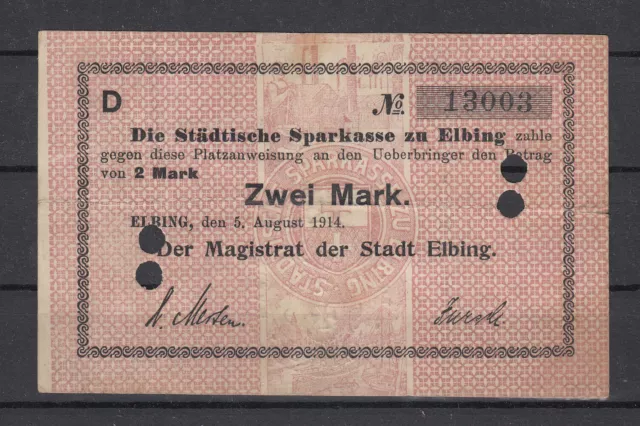 D № 13003
Die Städtische Sparkasse zu Elbing zahle
gegen diese Platzanweisung an den Ueberbringer den Betrag
von 2 Mark
Zwei Mark.
ELBING, den 5. August 1914.
Der Magistrat der Stadt Elbing.